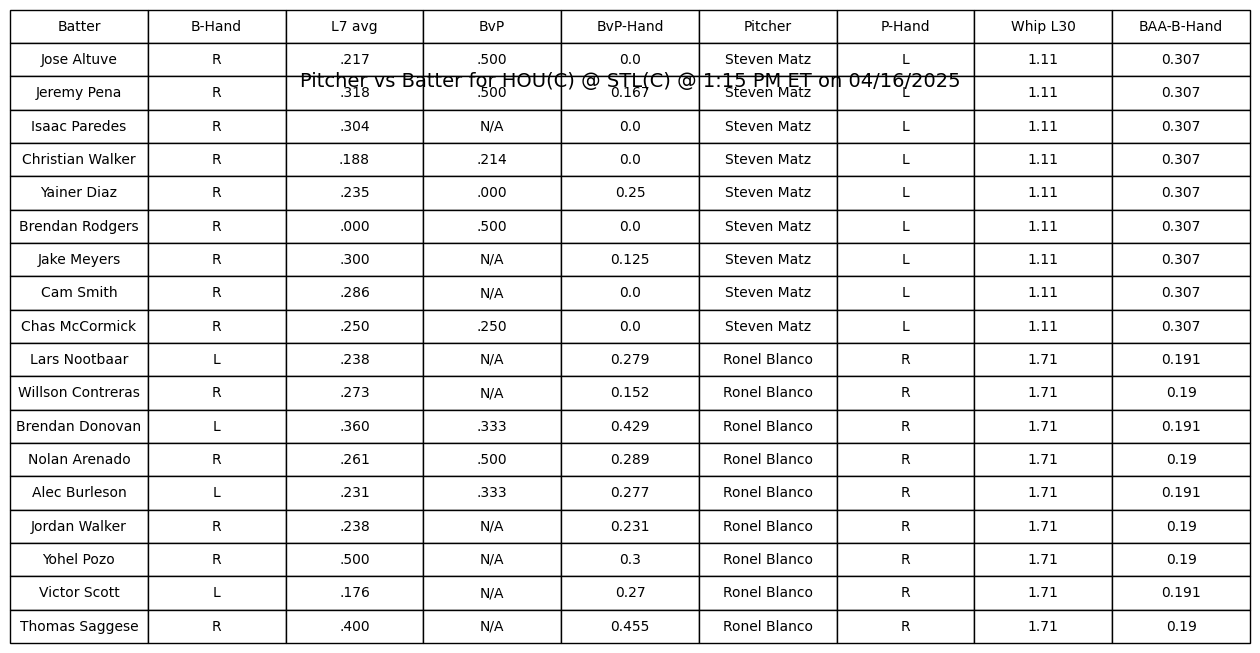 Batter B-Hand L7 avg BvP BvP-Hand Pitcher P-Hand Whip L30 BAA-B-Hand
Jose Altuve R .217 .500 0.0 Steven Matz L 1.11 0.307
Pitcher vs Batter for HOU(C) @ STL(C) @ 1:15 PM ET on 04/16/2025
Jeremy Pena R .318 .500 0.167 Steven Matz L 1.11 0.307
Isaac Paredes R .304 N/A 0.0 Steven Matz L 1.11 0.307
Christian Walker R .188 .214 0.0 Steven Matz L 1.11 0.307
Yainer Diaz R .235 .000 0.25 Steven Matz L 1.11 0.307
Brendan Rodgers R .000 .500 0.0 Steven Matz L 1.11 0.307
Jake Meyers R .300 N/A 0.125 Steven Matz L 1.11 0.307
Cam Smith R .286 N/A 0.0 Steven Matz L 1.11 0.307
Chas McCormick R .250 .250 0.0 Steven Matz L 1.11 0.307
Lars Nootbaar L .238 N/A 0.279 Ronel Blanco R 1.71 0.191
Willson Contreras R .273 N/A 0.152 Ronel Blanco R 1.71 0.19
Brendan Donovan L .360 .333 0.429 Ronel Blanco R 1.71 0.191
Nolan Arenado R .261 .500 0.289 Ronel Blanco R 1.71 0.19
Alec Burleson L .231 .333 0.277 Ronel Blanco R 1.71 0.191
Jordan Walker R .238 N/A 0.231 Ronel Blanco R 1.71 0.19
Yohel Pozo R .500 N/A 0.3 Ronel Blanco R 1.71 0.19
Victor Scott L .176 N/A 0.27 Ronel Blanco R 1.71 0.191
Thomas Saggese R .400 N/A 0.455 Ronel Blanco R 1.71 0.19